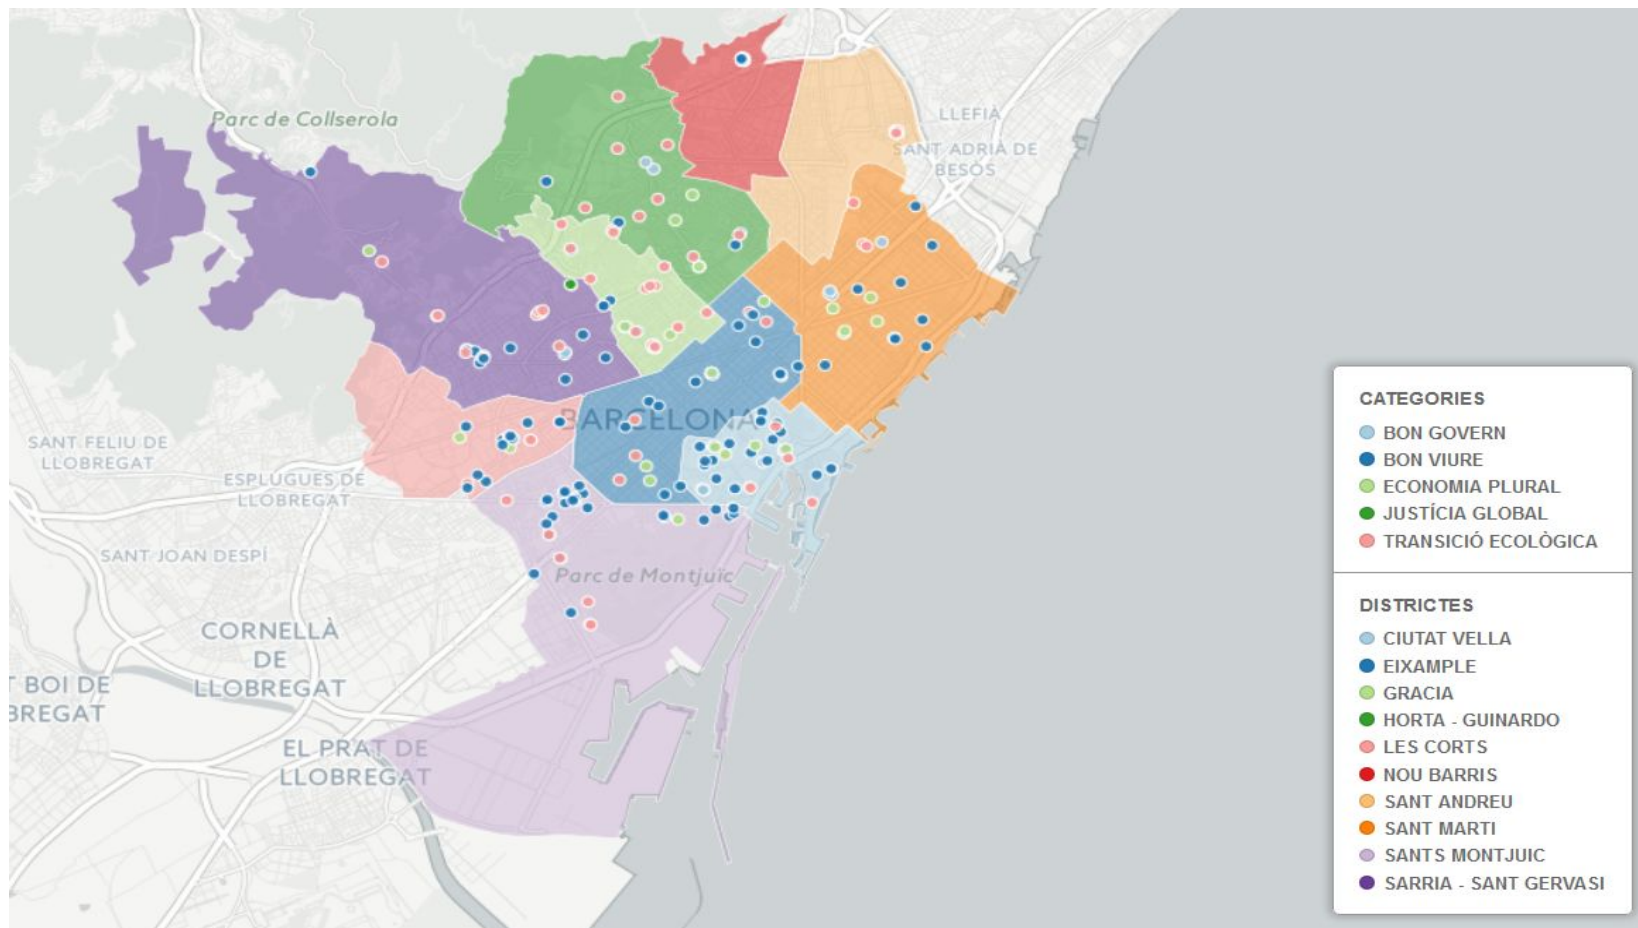 Parc de Collserola
LLEFIÀ
SANT ADRIÀ DE
BESÒS
BARCELONA
SANT FELIU DE
LLOBREGAT
ESPLUGUES DE
LLOBREGAT
SANT JOAN DESPÍ
Parc de Montjuïc
CORNELLÀ
DE
LLOBREGAT
T BOI DE
BREGAT
EL PRAT DE
LLOBREGAT
CATEGORIES
BON GOVERN
BON VIURE
ECONOMIA PLURAL
JUSTÍCIA GLOBAL
TRANSICIÓ ECOLÒGICA
DISTRICTES
CIUTAT VELLA
EIXAMPLE
GRACIA
HORTA - GUINARDO
LES CORTS
NOU BARRIS
SANT ANDREU
SANT MARTI
SANTS MONTJUIC
SARRIA - SANT GERVASI